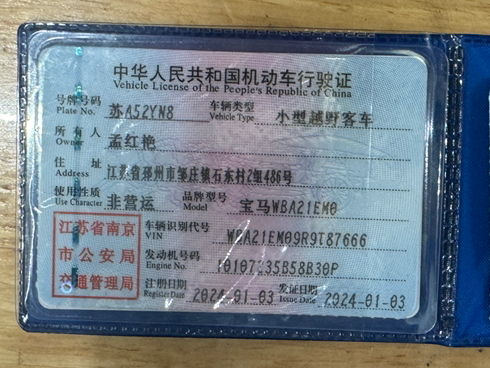 中华人民共和国机动车行驶证
Vehicle License of the People's Republic of China
号牌号码 苏A52YN8 车辆类型 小型越野客车
Plate No. Vehicle Type
所有人 孟红艳
Owner
住址 江苏省邳州市邹庄镇石东村2组486号
Address
使用性质 非营运 品牌型号 宝马WBA21EM0
Use Character Model
江苏省南京
市公安局
交通管理局
车辆识别代号 WBA21EM09R9T87666
VIN
发动机号码
Engine No.
注册日期 2024-01-03 发证日期 2024-01-03
Register Date Issue Date